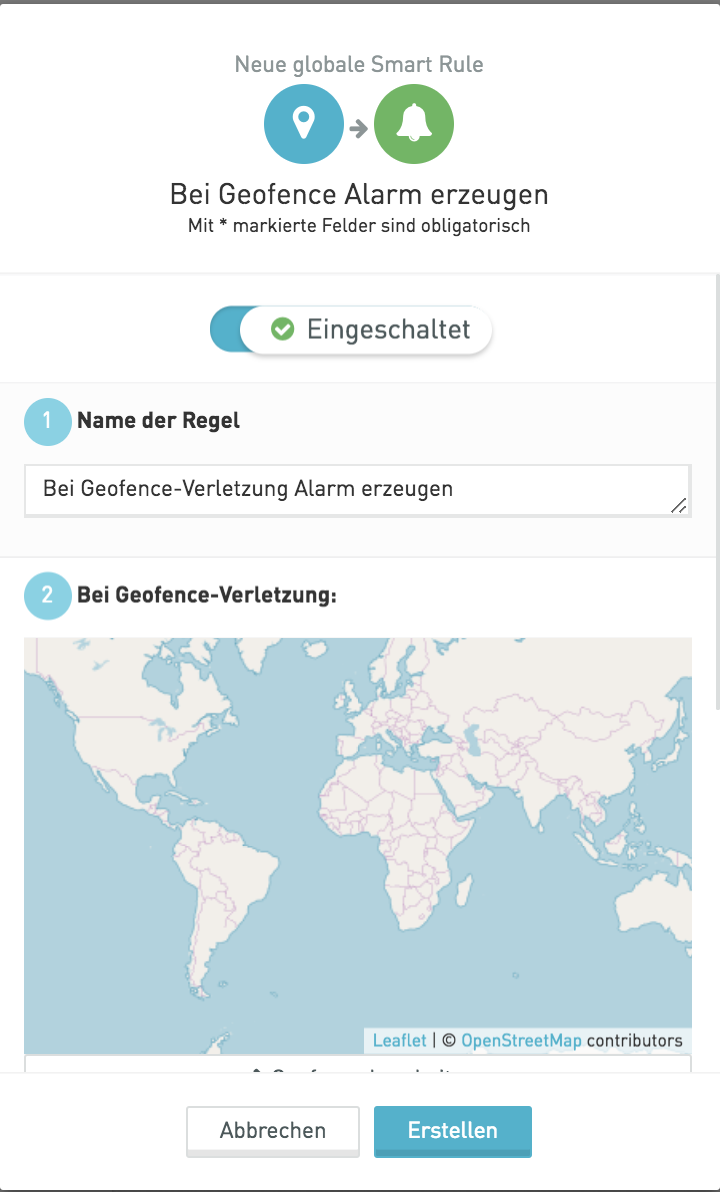 Neue globale Smart Rule
Bei Geofence Alarm erzeugen
Mit * markierte Felder sind obligatorisch
Eingeschaltet
1 Name der Regel
Bei Geofence-Verletzung Alarm erzeugen
2 Bei Geofence-Verletzung:
Leaflet | © OpenStreetMap contributors
Abbrechen Erstellen